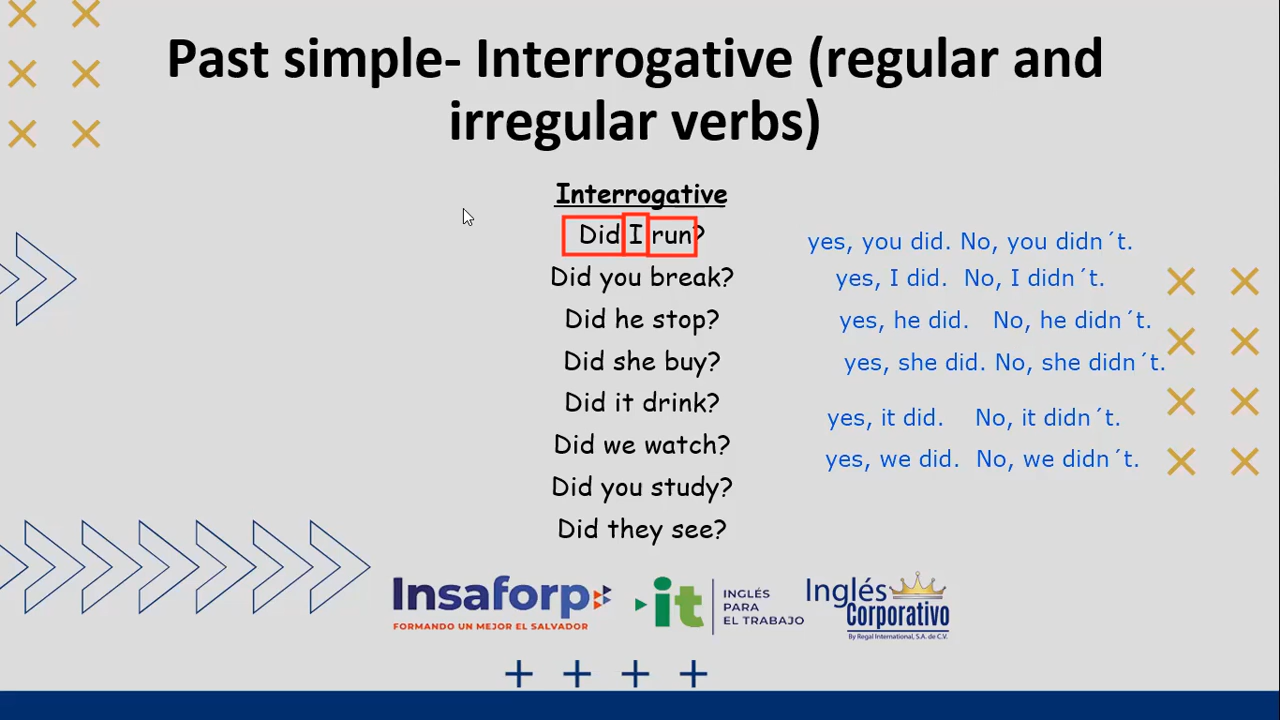 Past simple- Interrogative (regular and
irregular verbs)
Interrogative
Did I run?
yes, you did. No, you didn´t.
Did you break?
yes, I did. No, I didn´t.
Did he stop?
yes, he did. No, he didn´t.
Did she buy?
yes, she did. No, she didn´t.
Did it drink?
yes, it did. No, it didn´t.
Did we watch?
yes, we did. No, we didn´t.
Did you study?
Did they see?
Insaforp
FORMANDO UN MEJOR EL SALVADOR
it
INGLÉS
PARA
EL TRABAJO
Inglés
Corporativo
By Regal International, S.A. de C.V.